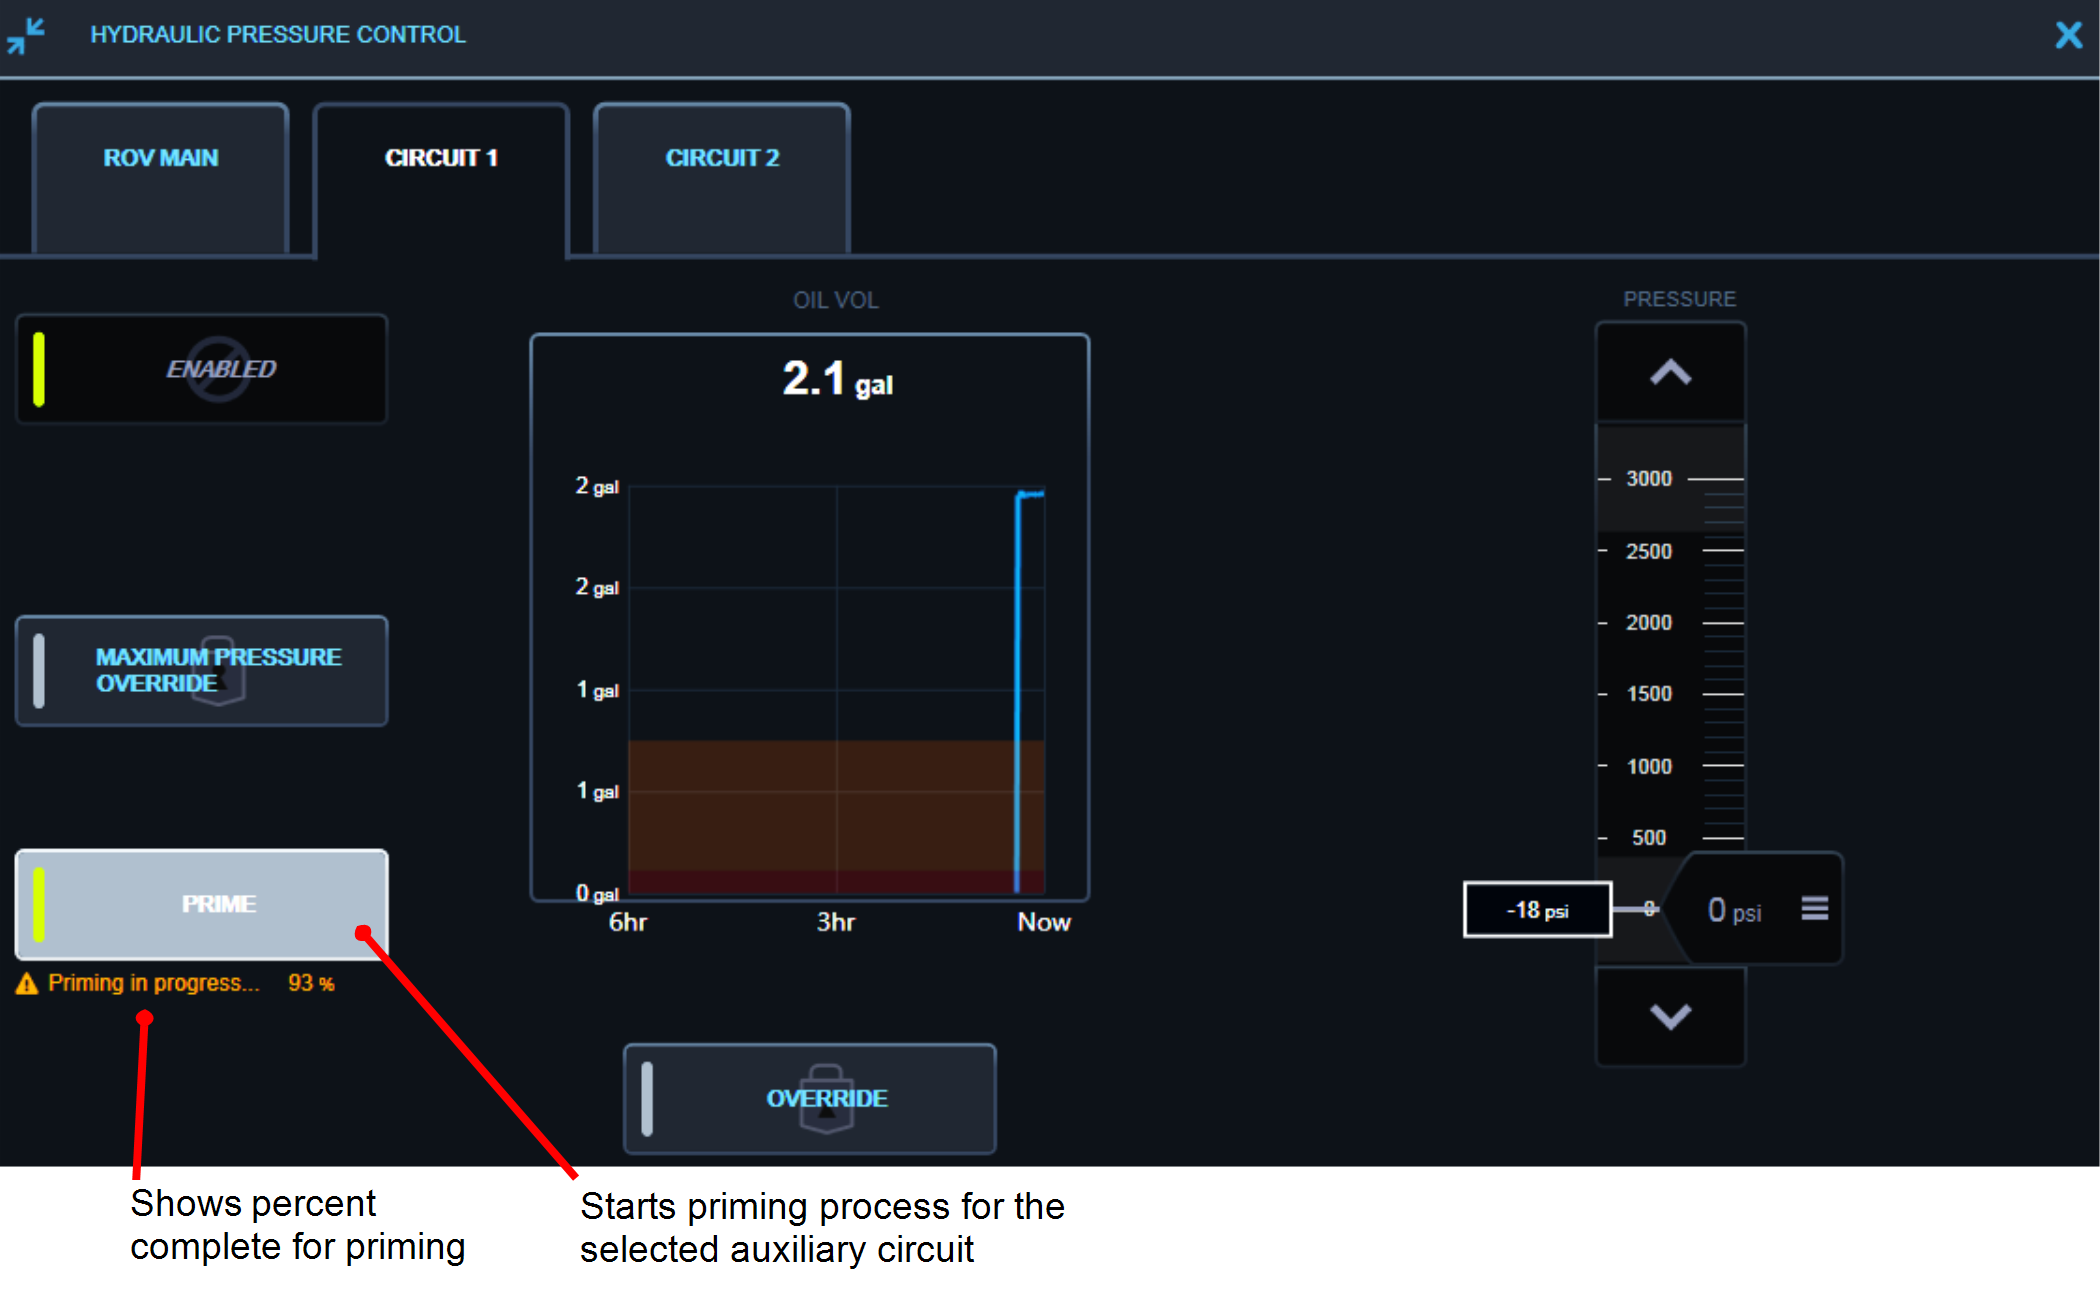 HYDRAULIC PRESSURE CONTROL
ROV MAIN
CIRCUIT 1
CIRCUIT 2
ENABLED
MAXIMUM PRESSURE
OVERRIDE
PRIME
Priming in progress... 93 %
OIL VOL
2.1 gal
2 gal
2 gal
1 gal
1 gal
0 gal
6hr
3hr
Now
OVERRIDE
PRESSURE
3000
2500
2000
1500
1000
500
0
-18 psi
0 psi
Shows percent
complete for priming
Starts priming process for the
selected auxiliary circuit